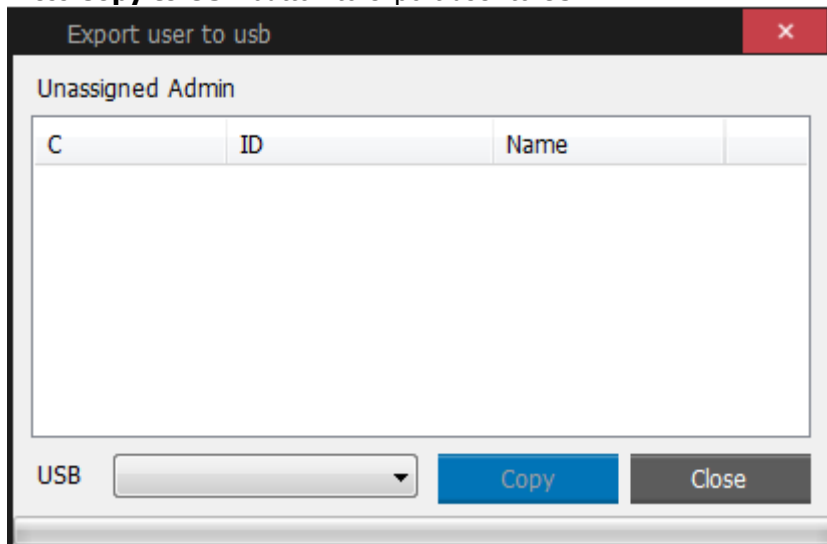 Export user to usb
Unassigned Admin
C ID Name
USB Copy Close